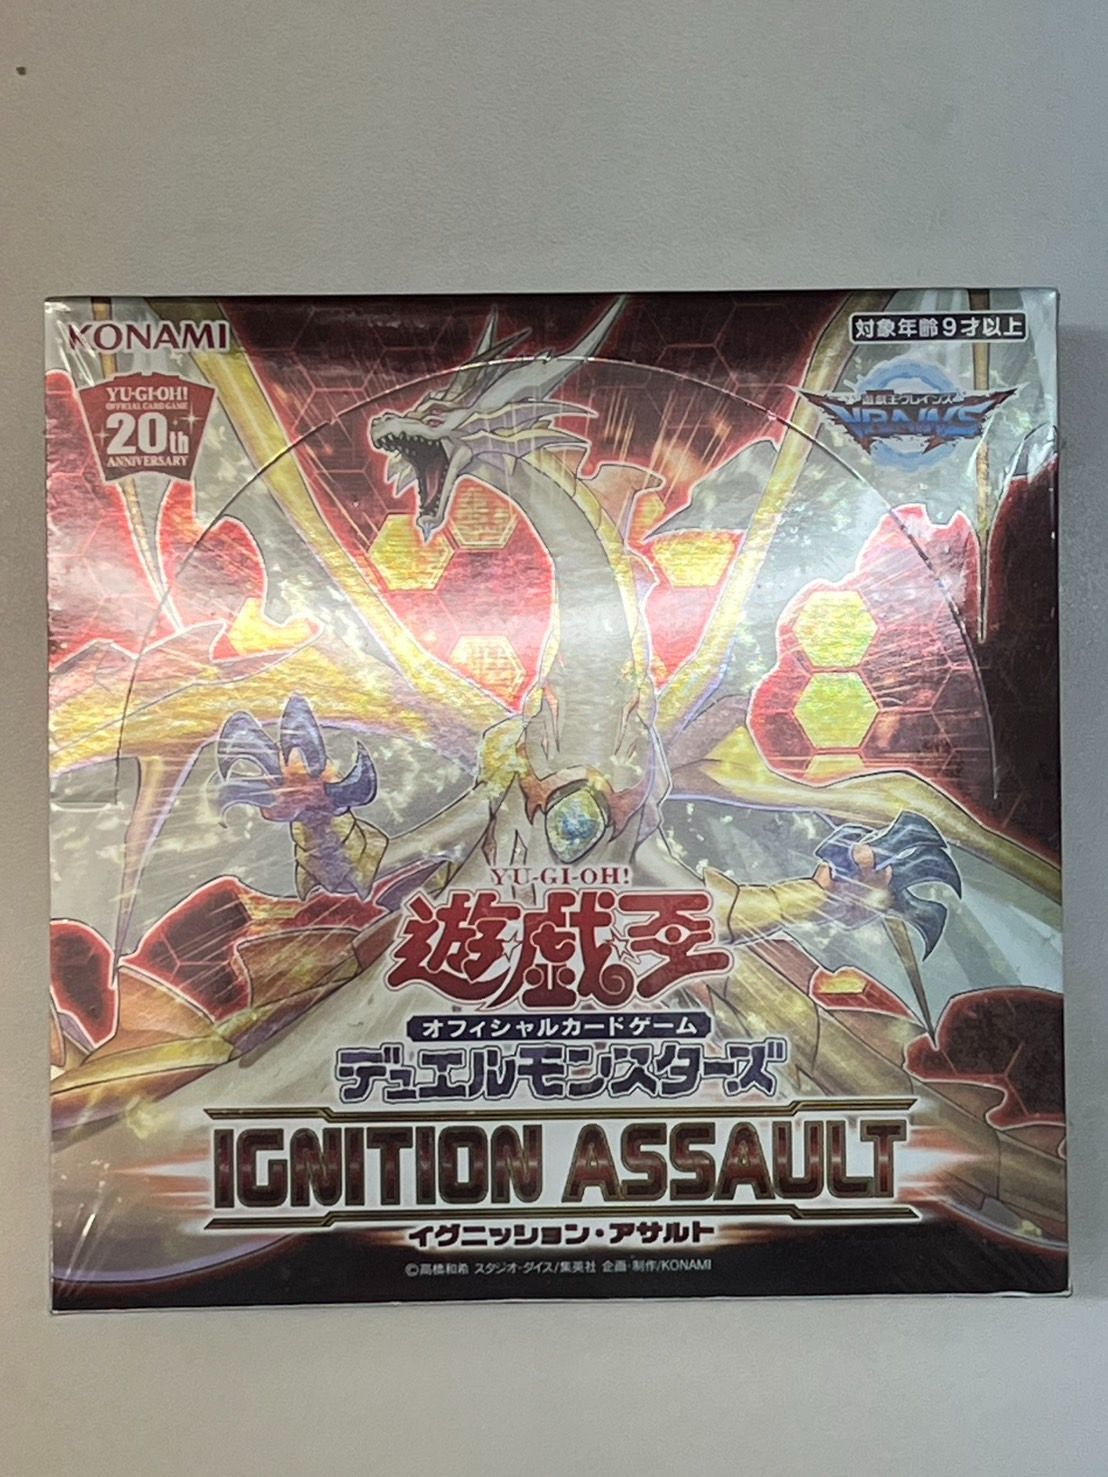 KONAMI
対象年齢9才以上
YU-GI-OH!
OFFICIAL CARD GAME
20th
ANNIVERSARY
遊戯王ヴレインズ
VRAINS
YU-GI-OH!
遊戯王
オフィシャルカードゲーム
デュエルモンスターズ
IGNITION ASSAULT
イグニッション・アサルト
©高橋和希 スタジオ・ダイス/集英社 企画・制作/KONAMI